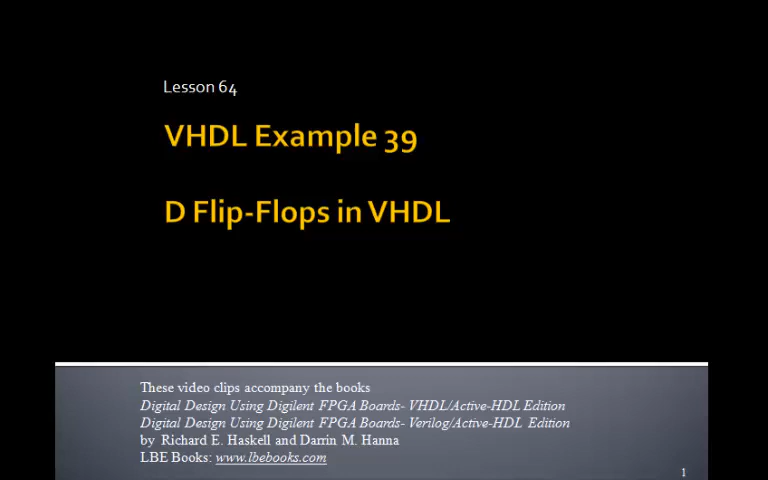 Lesson 64
VHDL Example 39
D Flip-Flops in VHDL
These video clips accompany the books
Digital Design Using Digilent FPGA Boards- VHDL/Active-HDL Edition
Digital Design Using Digilent FPGA Boards- Verilog/Active-HDL Edition
by Richard E. Haskell and Darrin M. Hanna
LBE Books: www.lbebooks.com
1